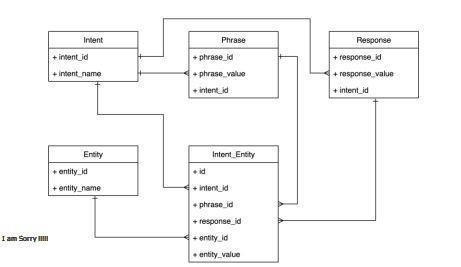 Intent
+ intent_id
+ intent_name
Phrase
+ phrase_id
+ phrase_value
+ intent_id
Response
+ response_id
+ response_value
+ intent_id
Entity
+ entity_id
+ entity_name
Intent_Entity
+ id
+ intent_id
+ phrase_id
+ response_id
+ entity_id
+ entity_value
I am Sorry !!!!!